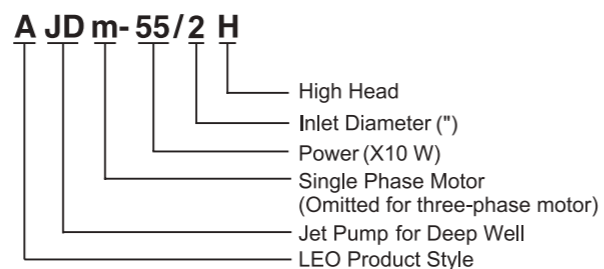 A JD m-55/2 H
High Head
Inlet Diameter (")
Power (X10 W)
Single Phase Motor
(Omitted for three-phase motor)
Jet Pump for Deep Well
LEO Product Style